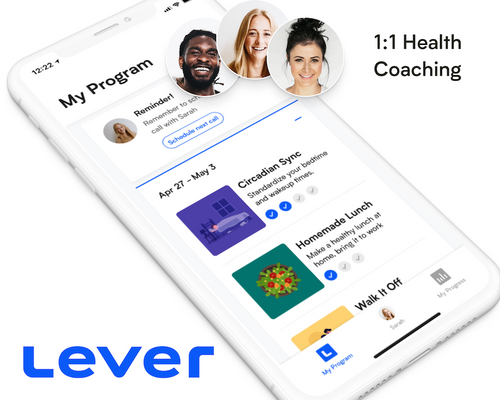 12:22
My Program
1:1 Health
Coaching
Reminder!
Remember to sch
call with Sarah
Schedule next call
Apr 27 - May 3
Circadian Sync
Standardize your bedtime
and wakeup times.
Homemade Lunch
Make a healthy lunch at
home, bring it to work
Walk It Off
My Program
Sarah
My Progress
Lever